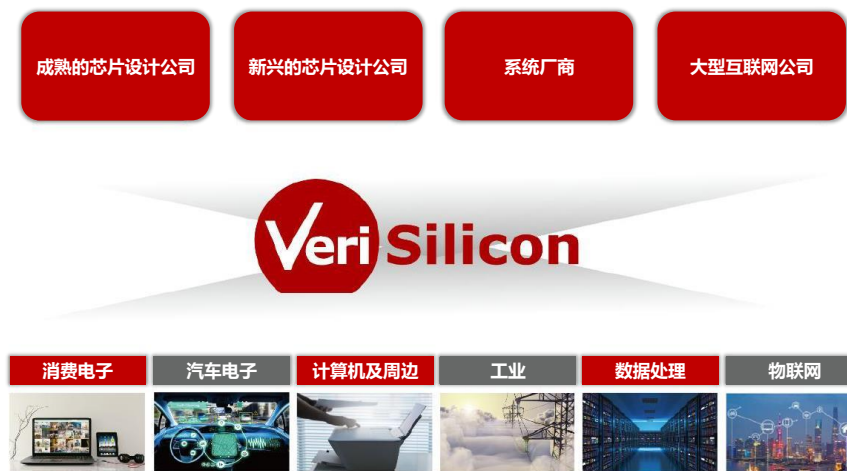 成熟的芯片设计公司
新兴的芯片设计公司
系统厂商
大型互联网公司
VeriSilicon
消费电子
汽车电子
计算机及周边
工业
数据处理
物联网